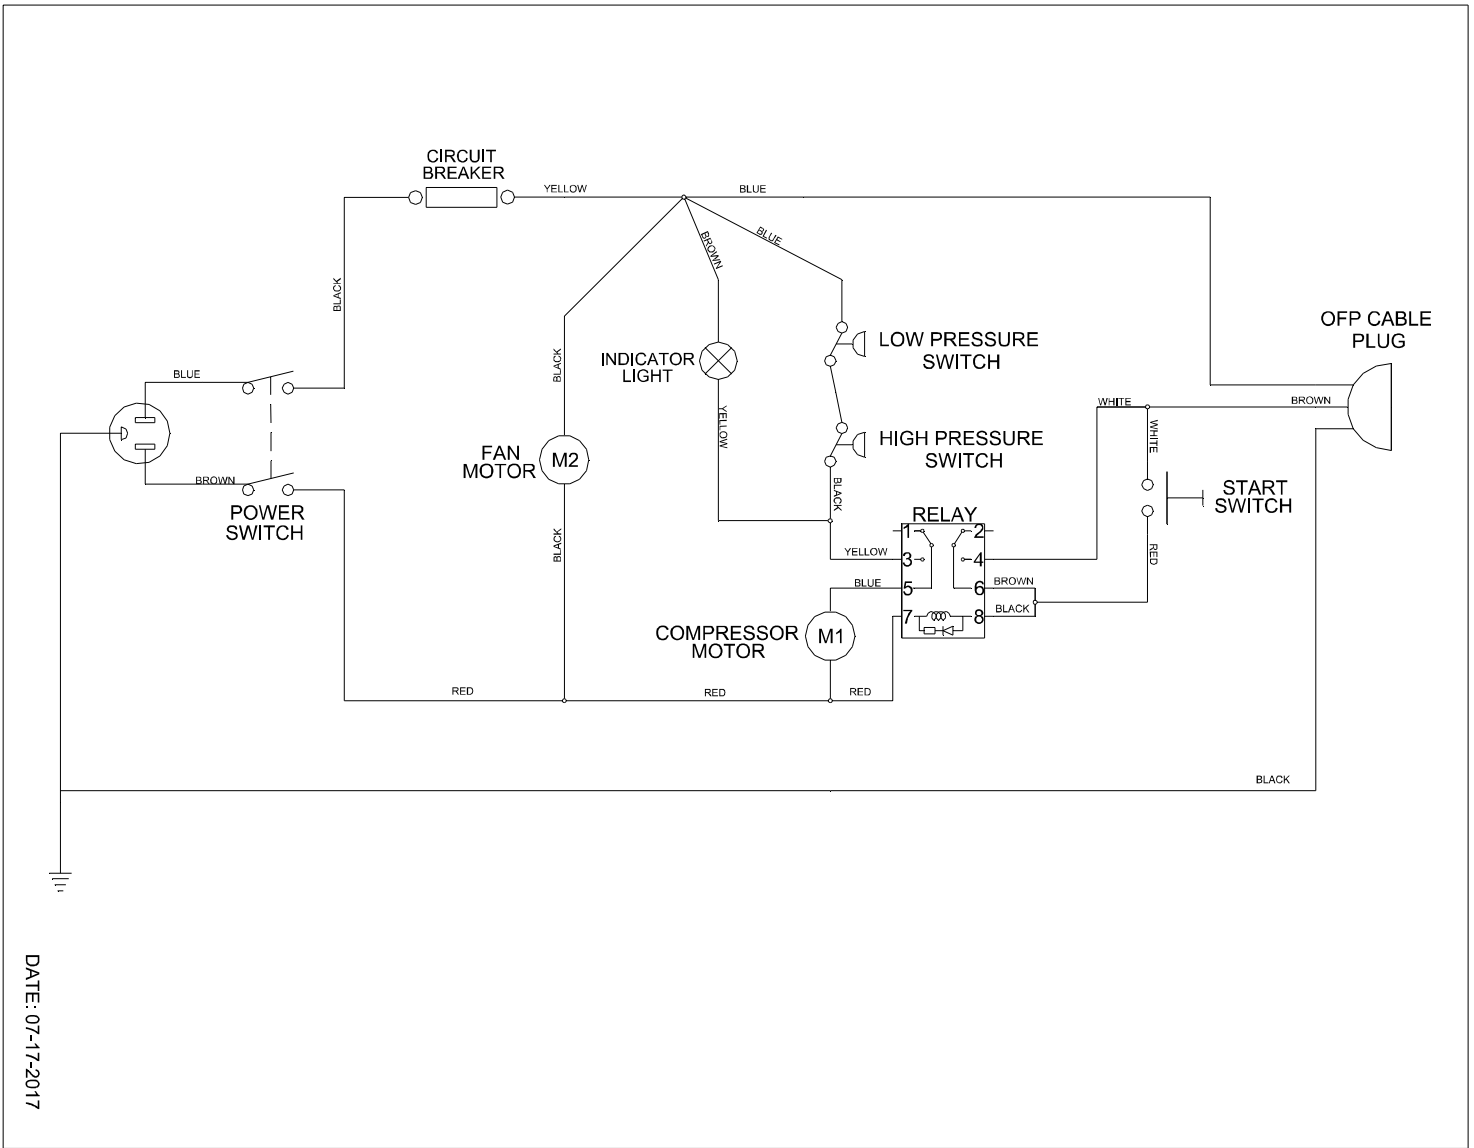 CIRCUIT
BREAKER
YELLOW
BLUE
BROWN
BLUE
BLACK
OFP CABLE
PLUG
LOW PRESSURE
SWITCH
INDICATOR
LIGHT
BLACK
BLUE
WHITE
BROWN
YELLOW
WHITE
HIGH PRESSURE
SWITCH
FAN
MOTOR
M2
BROWN
POWER
SWITCH
BLACK
START
SWITCH
RELAY
1
2
BLACK
YELLOW
3
4
RED
BLUE
5
6
BROWN
7
8
BLACK
COMPRESSOR
MOTOR
M1
RED
RED
RED
BLACK
DATE: 07-17-2017